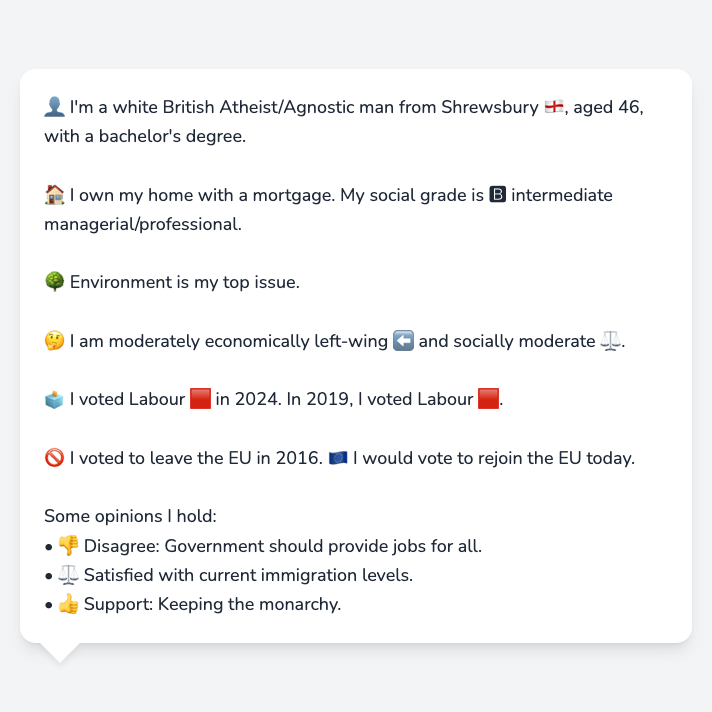 👤 I'm a white British Atheist/Agnostic man from Shrewsbury 🏴󠁧󠁢󠁥󠁮󠁧󠁿, aged 46,
with a bachelor's degree.
🏠 I own my home with a mortgage. My social grade is 🅱 intermediate
managerial/professional.
🌳 Environment is my top issue.
🤔 I am moderately economically left-wing ⬅️ and socially moderate ⚖️.
🗳️ I voted Labour 🟥 in 2024. In 2019, I voted Labour 🟥.
🚫 I voted to leave the EU in 2016. 🇪🇺 I would vote to rejoin the EU today.
Some opinions I hold:
• 👎 Disagree: Government should provide jobs for all.
• ⚖️ Satisfied with current immigration levels.
• 👍 Support: Keeping the monarchy.